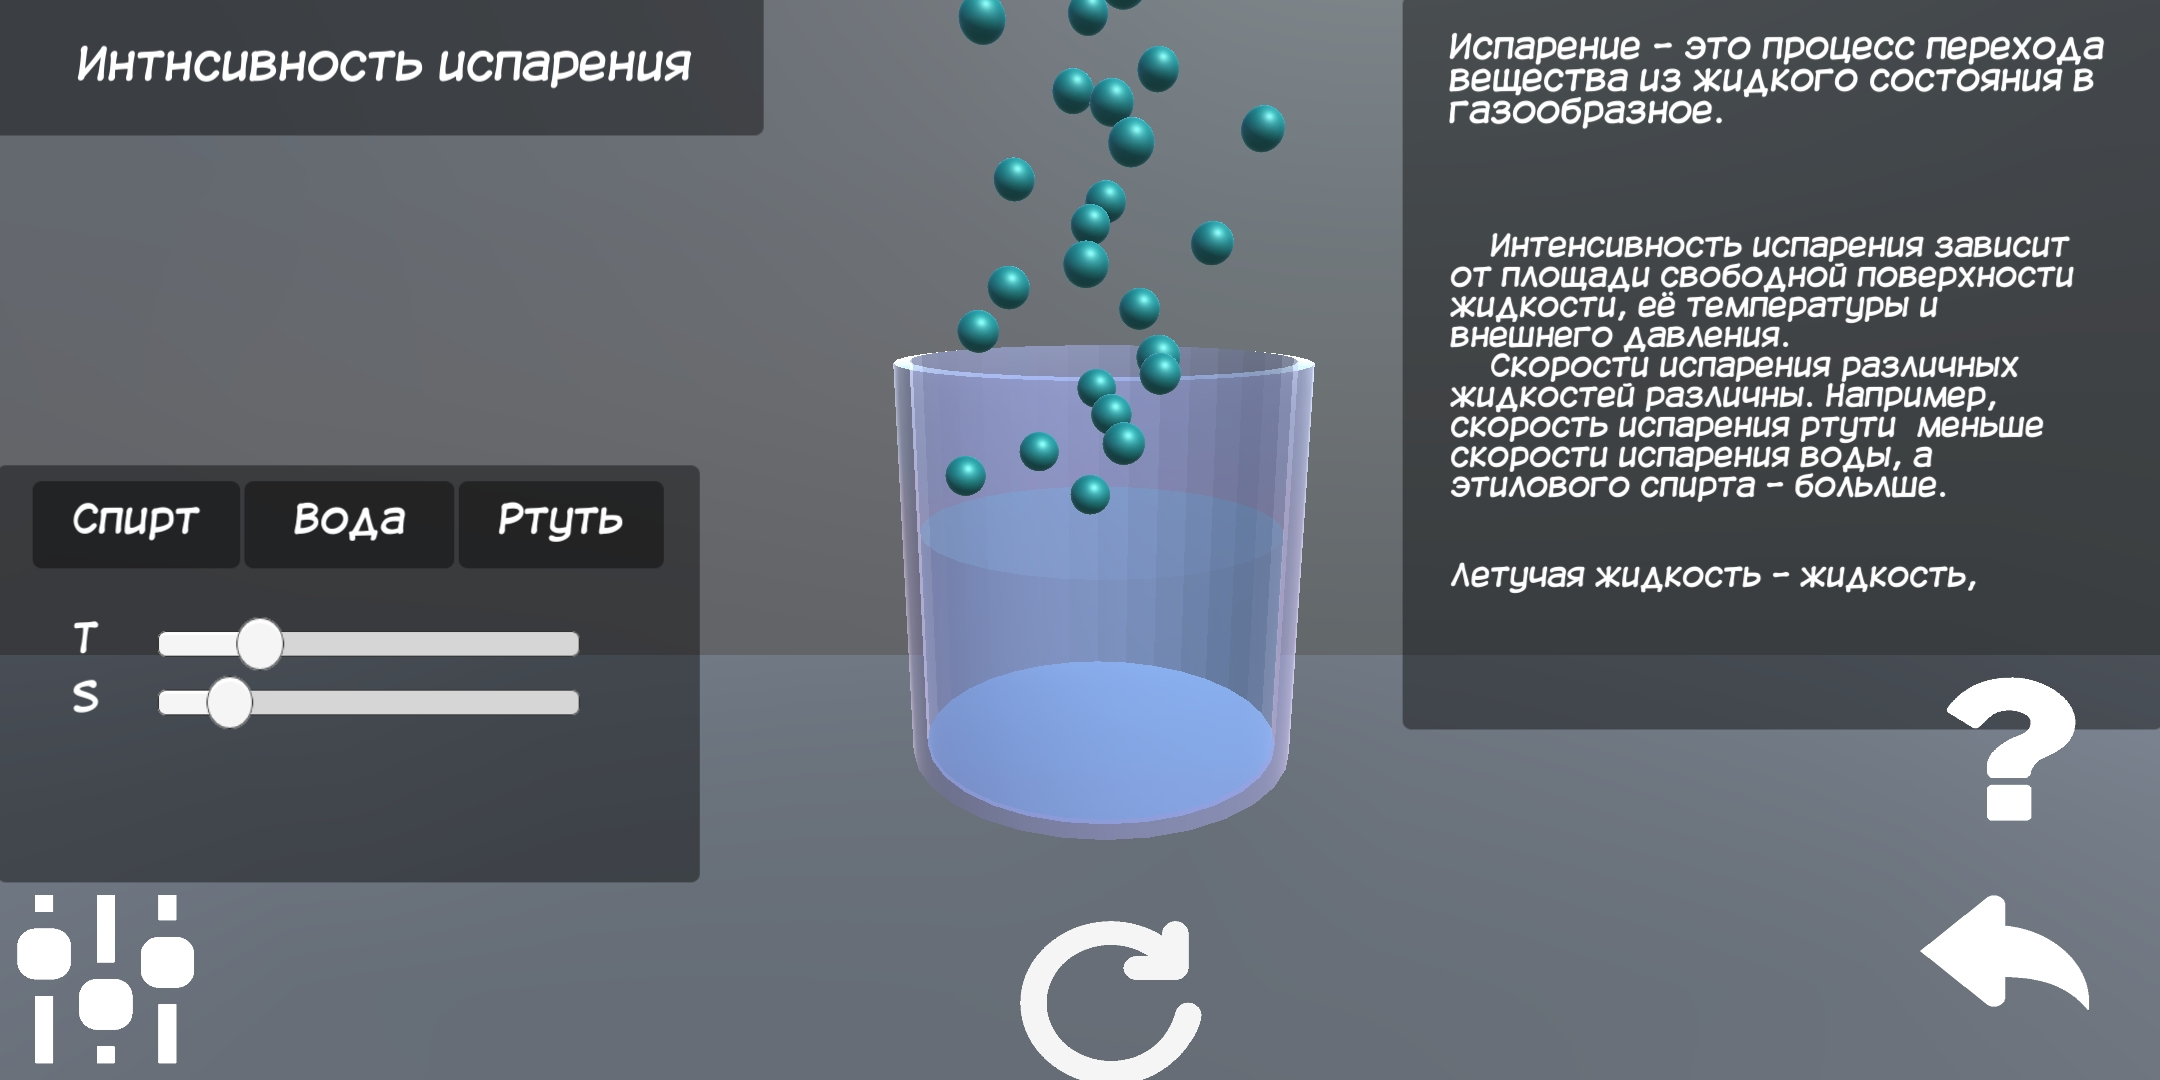 Интнсивность испарения
Испарение - это процесс перехода
вещества из жидкого состояния в
газообразное.
Интенсивность испарения зависит
от площади свободной поверхности
жидкости, её температуры и
внешнего давления.
Скорости испарения различных
жидкостей различны. Например,
скорость испарения ртути меньше
скорости испарения воды, а
этилового спирта - больлше.
Летучая жидкость - жидкость,
Спирт
Вода
Ртуть
T
S